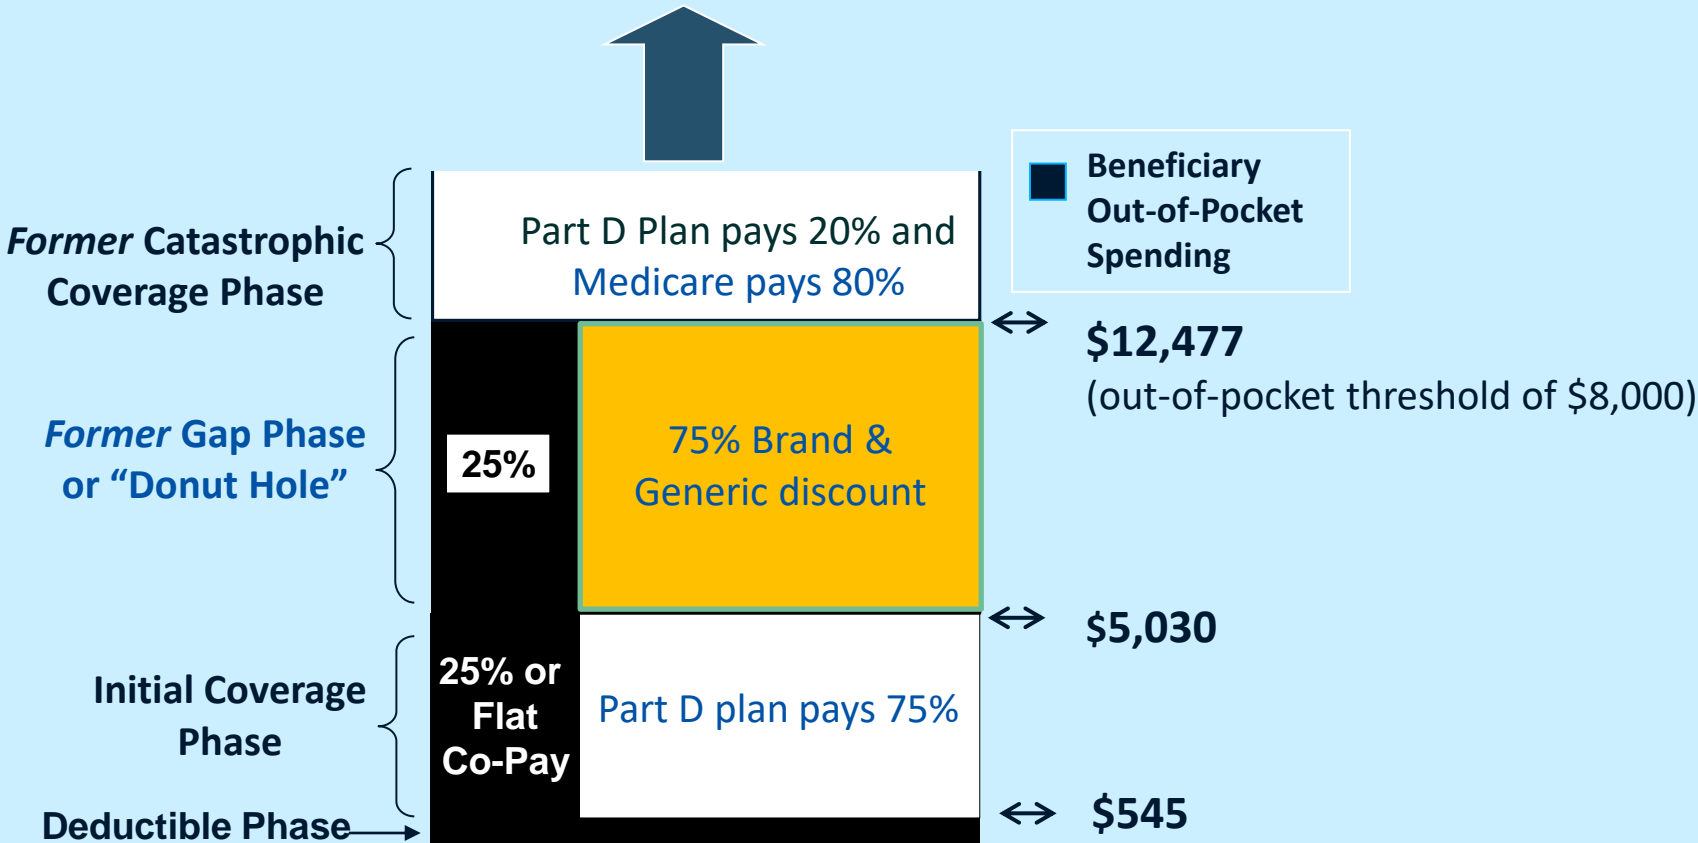 Former Catastrophic
Coverage Phase
Part D Plan pays 20% and
Medicare pays 80%
Beneficiary
Out-of-Pocket
Spending
$12,477
(out-of-pocket threshold of $8,000)
Former Gap Phase
or “Donut Hole”
25%
75% Brand &
Generic discount
$5,030
Initial Coverage
Phase
25% or
Flat
Co-Pay
Part D plan pays 75%
$545
Deductible Phase